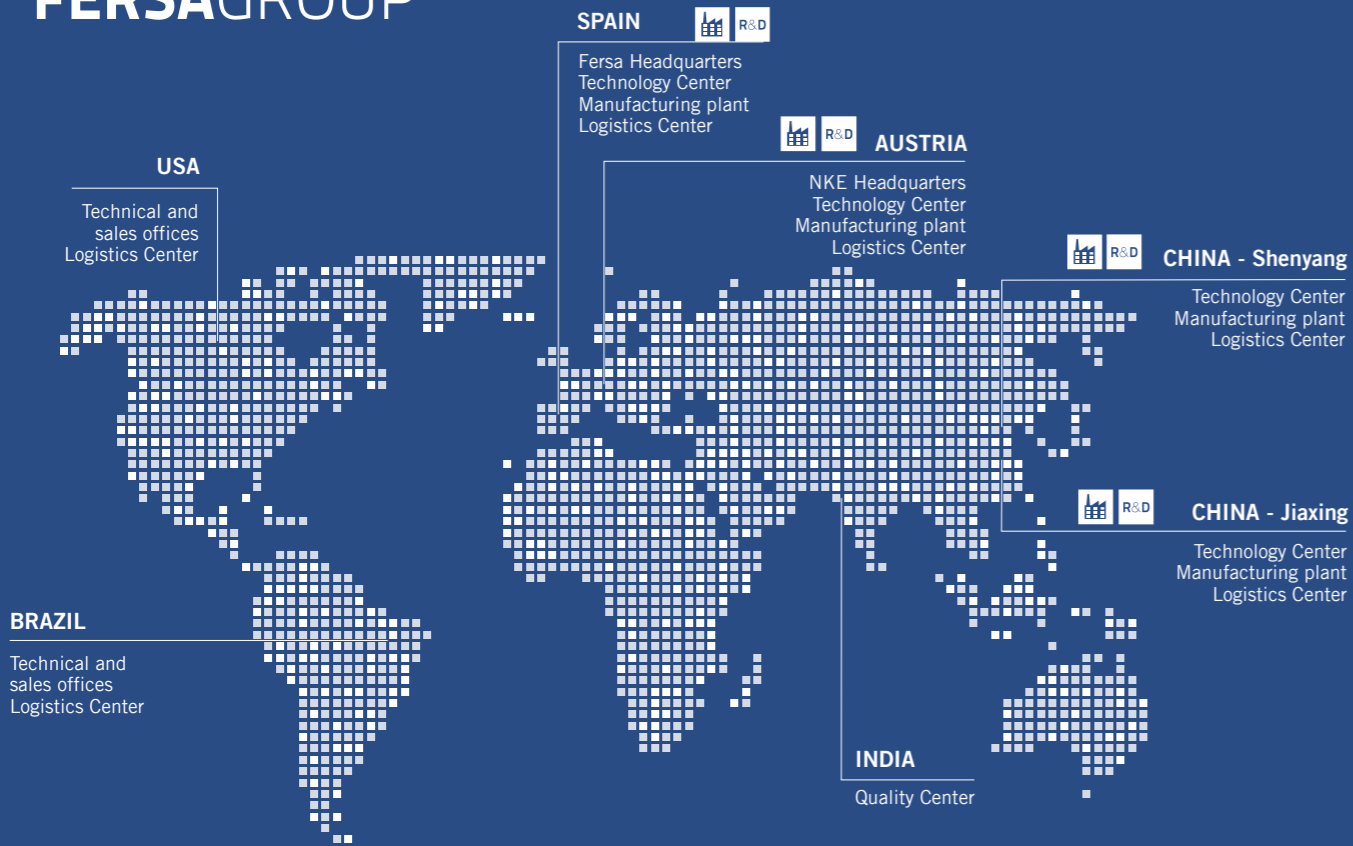 FERSAGROUP
SPAIN
R&D
Fersa Headquarters
Technology Center
Manufacturing plant
Logistics Center
R&D
AUSTRIA
NKE Headquarters
Technology Center
Manufacturing plant
Logistics Center
USA
Technical and
sales offices
Logistics Center
R&D
CHINA - Shenyang
Technology Center
Manufacturing plant
Logistics Center
R&D
CHINA - Jiaxing
Technology Center
Manufacturing plant
Logistics Center
BRAZIL
Technical and
sales offices
Logistics Center
INDIA
Quality Center